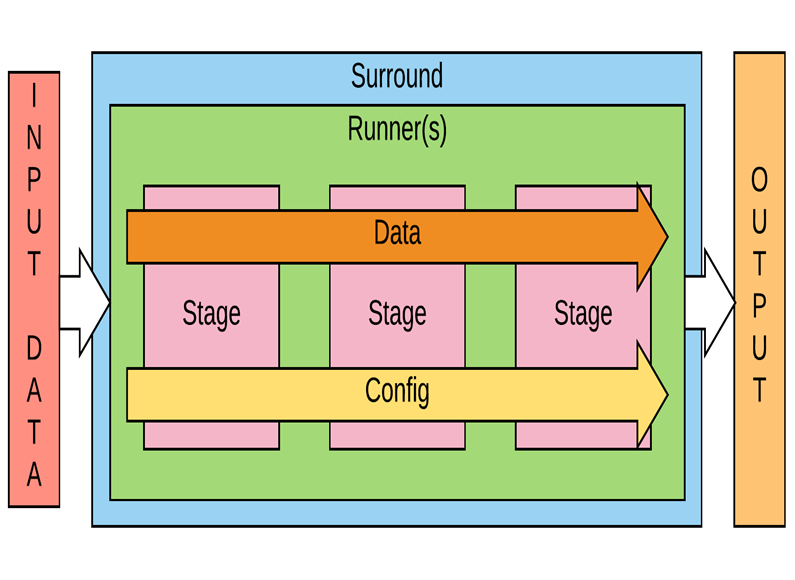 INPUT DATA
Surround
Runner(s)
Data
Stage Stage Stage
Config
OUTPUT